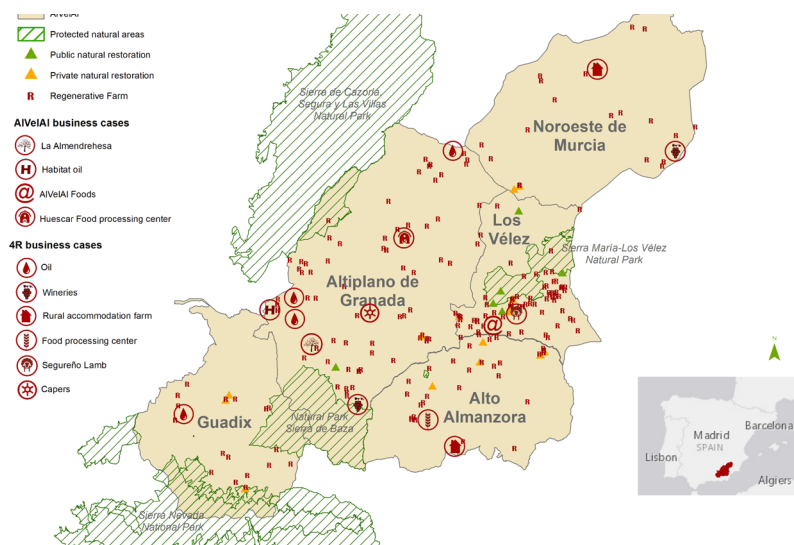 AlVelAl
Protected natural areas
Public natural restoration
Private natural restoration
R Regenerative Farm
AlVelAl business cases
La Almendrehesa
H Habitat oil
@ AlVelAl Foods
Huescar Food processing center
4R business cases
Oil
Wineries
Rural accommodation farm
Food processing center
Segureño Lamb
Capers
Sierra de Cazorla,
Segura y Las Villas
Natural Park
Noroeste de
Murcia
Los
Vélez
Sierra María-Los Vélez
Natural Park
Altiplano de
Granada
Alto
Almanzora
Guadix
Natural Park
Sierra de Baza
Sierra Nevada
National Park
Madrid
SPAIN
Barcelona
Lisbon
Algiers